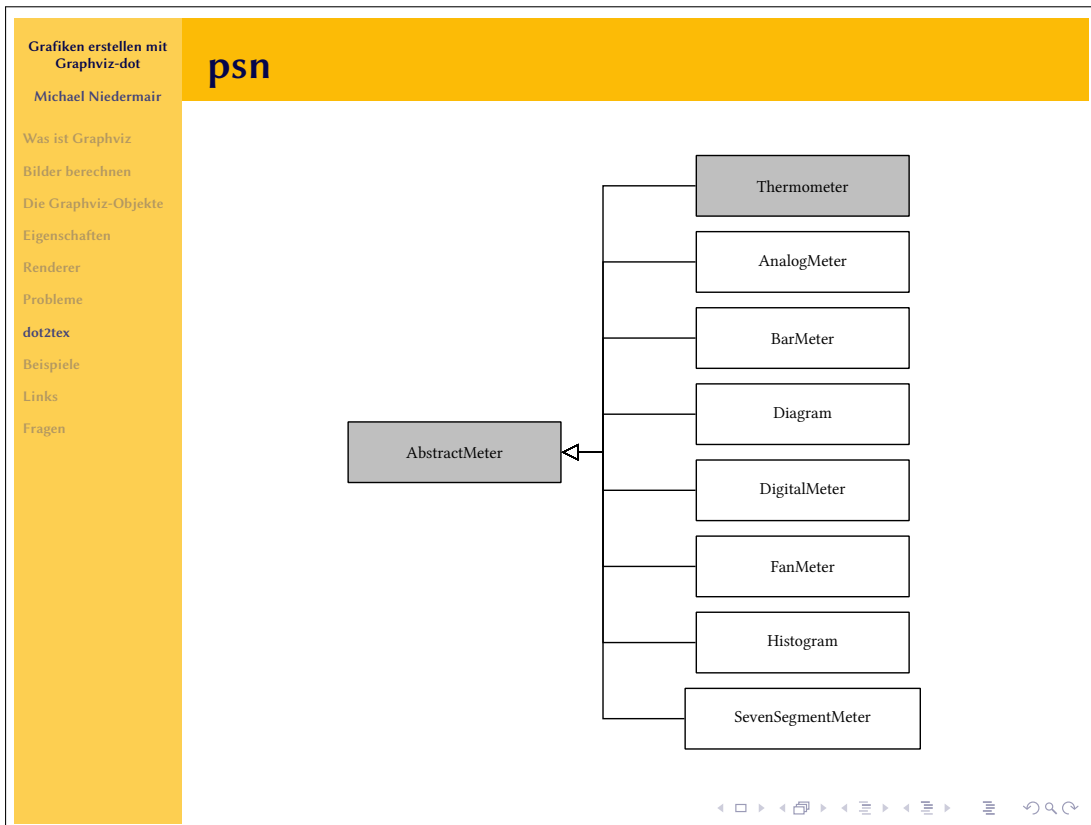 Grafiken erstellen mit
Graphviz-dot
Michael Niedermair
Was ist Graphviz
Bilder berechnen
Die Graphviz-Objekte
Eigenschaften
Renderer
Probleme
dot2tex
Beispiele
Links
Fragen
psn
Thermometer
AnalogMeter
BarMeter
Diagram
AbstractMeter
DigitalMeter
FanMeter
Histogram
SevenSegmentMeter